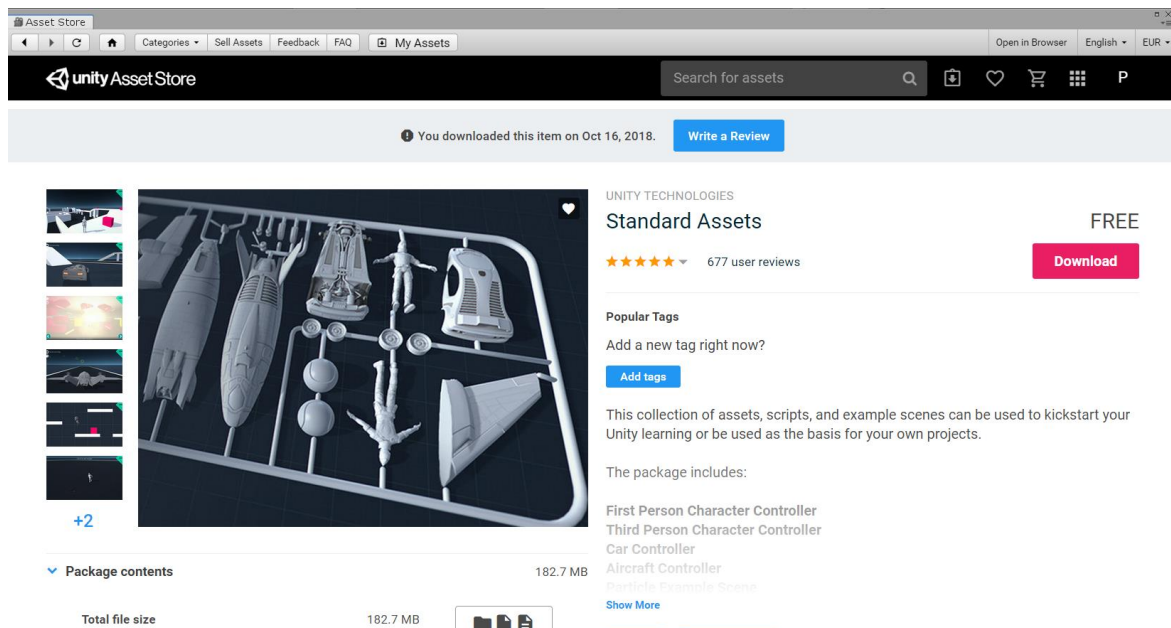 Asset Store
Categories Sell Assets Feedback FAQ My Assets Open in Browser English EUR
unity Asset Store Search for assets P
You downloaded this item on Oct 16, 2018. Write a Review
UNITY TECHNOLOGIES
Standard Assets FREE
677 user reviews Download
Popular Tags
Add a new tag right now?
Add tags
This collection of assets, scripts, and example scenes can be used to kickstart your
Unity learning or be used as the basis for your own projects.
The package includes:
First Person Character Controller
Third Person Character Controller
Car Controller
Aircraft Controller
Particle Example Scene
Show More
+2
Package contents 182.7 MB
Total file size 182.7 MB